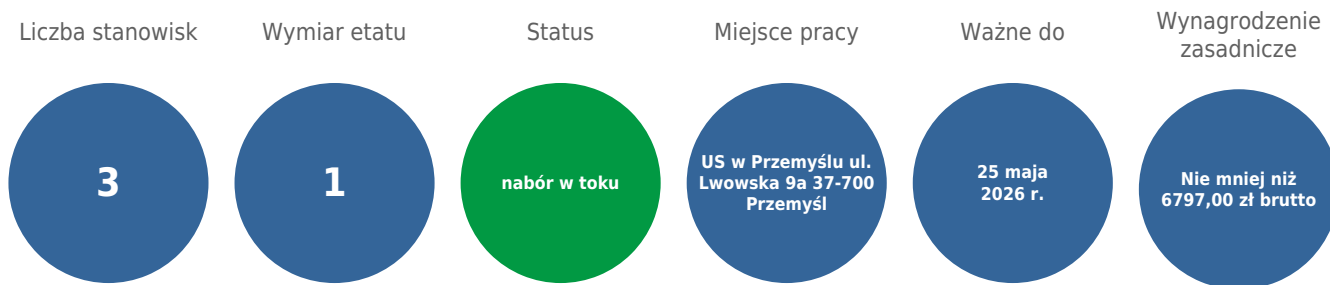 Liczba stanowisk
Wymiar etatu
Status
Miejsce pracy
Ważne do
Wynagrodzenie
zasadnicze
3
1
nabór w toku
US w Przemyślu ul.
Lwowska 9a 37-700
Przemyśl
25 maja
2026 r.
Nie mniej niż
6797,00 zł brutto